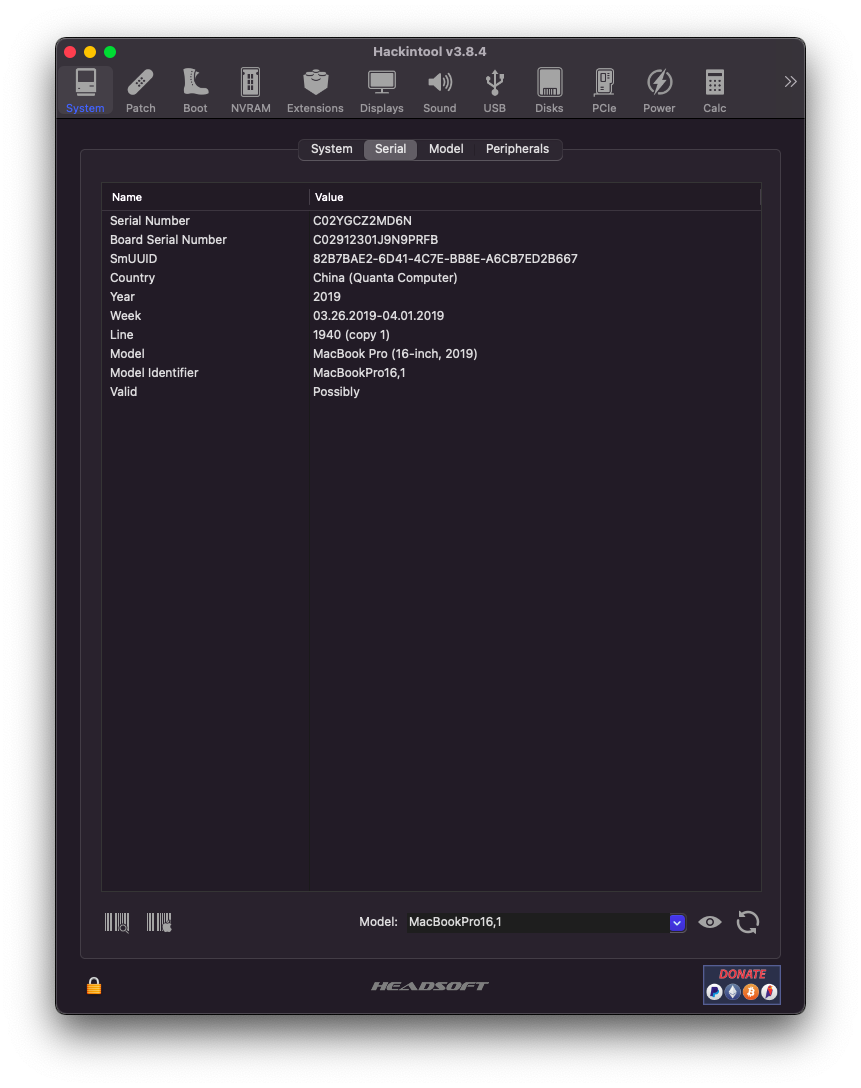 Hackintool v3.8.4
System Patch Boot NVRAM Extensions Displays Sound USB Disks PCIe Power Calc
System Serial Model Peripherals
Name Value
Serial Number C02YGCZ2MD6N
Board Serial Number C02912301J9N9PRFB
SmUUID 82B7BAE2-6D41-4C7E-BB8E-A6CB7ED2B667
Country China (Quanta Computer)
Year 2019
Week 03.26.2019-04.01.2019
Line 1940 (copy 1)
Model MacBook Pro (16-inch, 2019)
Model Identifier MacBookPro16,1
Valid Possibly
Model: MacBookPro16,1
HEADSOFT
DONATE